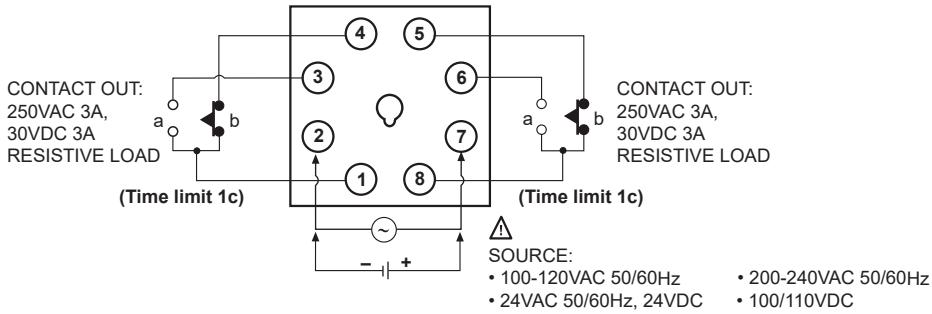 4
5
3
6
CONTACT OUT:
250VAC 3A,
30VDC 3A
RESISTIVE LOAD
a
b
2
7
a
b
CONTACT OUT:
250VAC 3A,
30VDC 3A
RESISTIVE LOAD
1
8
(Time limit 1c)
(Time limit 1c)
~
− +
⚠
SOURCE:
• 100-120VAC 50/60Hz • 200-240VAC 50/60Hz
• 24VAC 50/60Hz, 24VDC • 100/110VDC